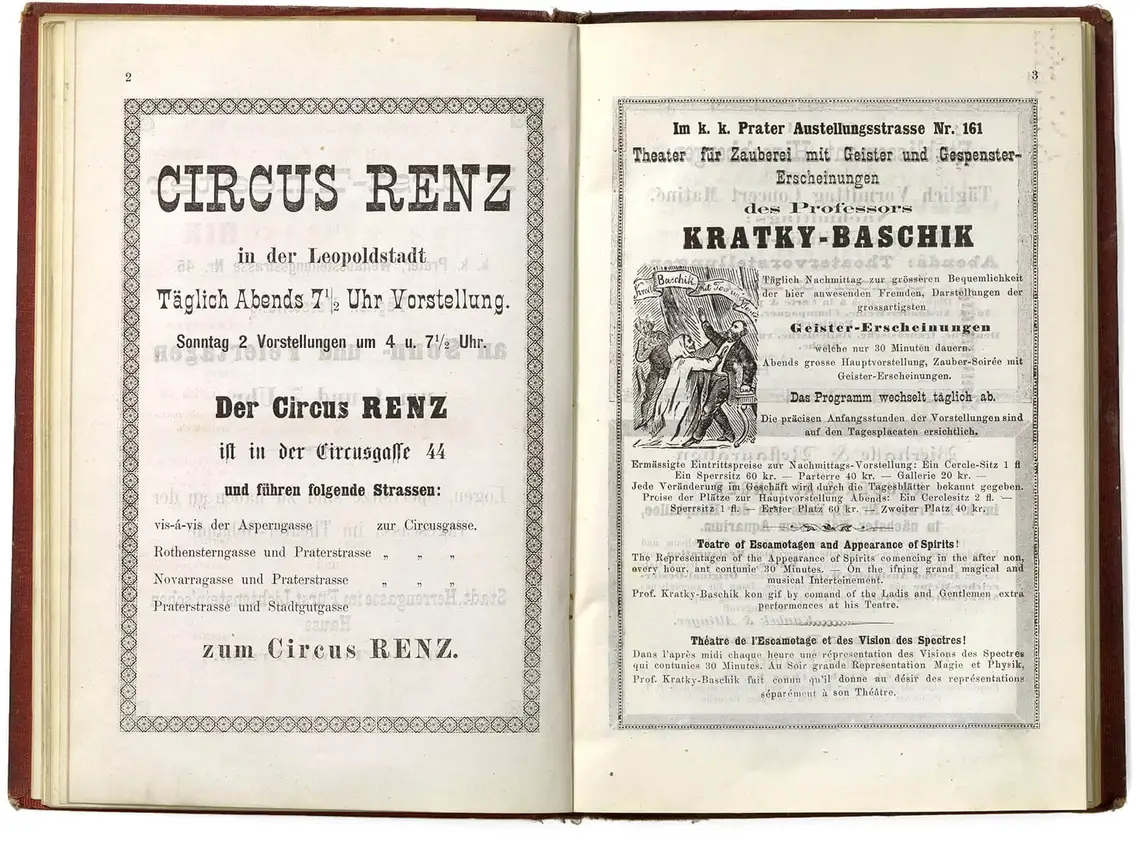 2
CIRCUS RENZ
in der Leopoldstadt
Täglich Abends 7 1/2 Uhr Vorstellung.
Sonntag 2 Vorstellungen um 4 u. 7 1/2 Uhr.
Der Circus RENZ
ist in der Circusgasse 44
und führen folgende Strassen:
vis-á-vis der Asperngasse zur Circusgasse.
Rothensterngasse und Praterstrasse „ „ „
Novarragasse und Praterstrasse „ „ „
Praterstrasse und Stadtgutgasse
zum Circus RENZ.
3
Im k. k. Prater Austellungsstrasse Nr. 161
Theater für Zauberei mit Geister und Gespenster-
Erscheinungen
des Professors
KRATKY-BASCHIK
Baschik
Täglich Nachmittag zur grösseren Bequemlichkeit
der hier anwesenden Fremden, Darstellungen der
grossartigsten
Geister-Erscheinungen
welche nur 30 Minuten dauern.
Abends grosse Hauptvorstellung, Zauber-Soirée mit
Geister-Erscheinungen.
Das Programm wechselt täglich ab.
Die präcisen Anfangsstunden der Vorstellungen sind
auf den Tagesplacaten ersichtlich.
Ermässigte Eintrittspreise zur Nachmittags-Vorstellung: Ein Cercle-Sitz 1 fl
Ein Sperrsitz 60 kr. — Parterre 40 kr. — Gallerie 20 kr. —
Jede Veränderung im Geschäft wird durch die Tagesblätter bekannt gegeben.
Preise der Plätze zur Hauptvorstellung Abends: Ein Cerclesitz 2 fl. —
Sperrsitz 1 fl. — Erster Platz 60 kr. — Zweiter Platz 40 kr.
Teatre of Escamotagen and Appearance of Spirits!
The Representagen of the Appearance of Spirits comencing in the after non,
every hour. ant contunie 30 Minutes. — On the ifning grand magical and
musical Interteinement.
Prof. Kratky-Baschik kon gif by comand of the Ladis and Gentlemen extra
performences at his Teatre.
Théatre de l'Escamotage et des Vision des Spectres!
Dans l'après midi chaque heure une répresentation des Visions des Spectres
qui contunies 30 Minutes. Au Soir grande Representation Magie et Physik,
Prof. Kratky-Baschik fait conun qu'il donne au désir des représentations
séparément à son Théâtre.